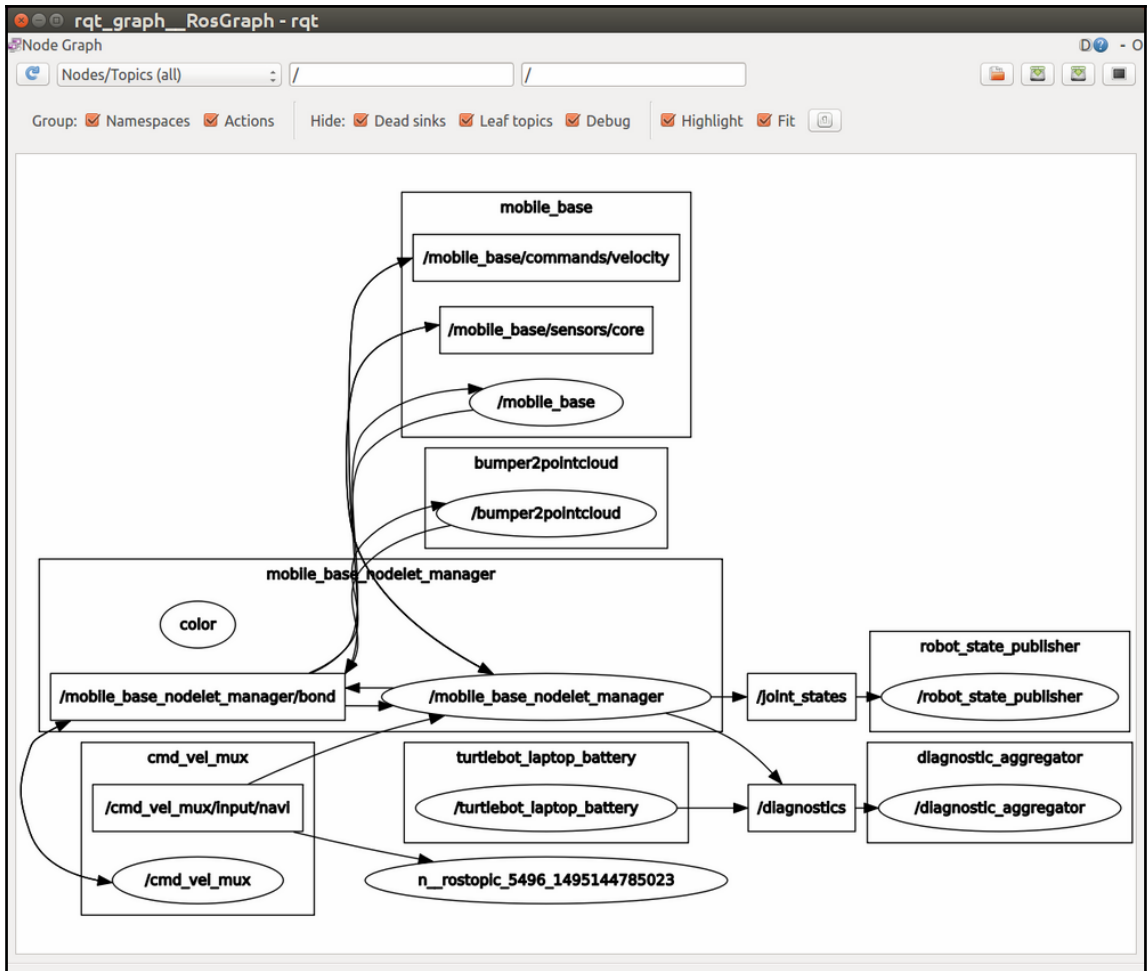 rqt_graph__RosGraph - rqt
Node Graph
D - O
Nodes/Topics (all) / /
Group: Namespaces Actions Hide: Dead sinks Leaf topics Debug Highlight Fit
mobile_base
/mobile_base/commands/velocity
/mobile_base/sensors/core
/mobile_base
bumper2pointcloud
/bumper2pointcloud
mobile_base_nodelet_manager
color
/mobile_base_nodelet_manager/bond
/mobile_base_nodelet_manager
/joint_states
robot_state_publisher
/robot_state_publisher
cmd_vel_mux
/cmd_vel_mux/input/navi
/cmd_vel_mux
turtlebot_laptop_battery
/turtlebot_laptop_battery
/diagnostics
diagnostic_aggregator
/diagnostic_aggregator
n__rostopic_5496_1495144785023